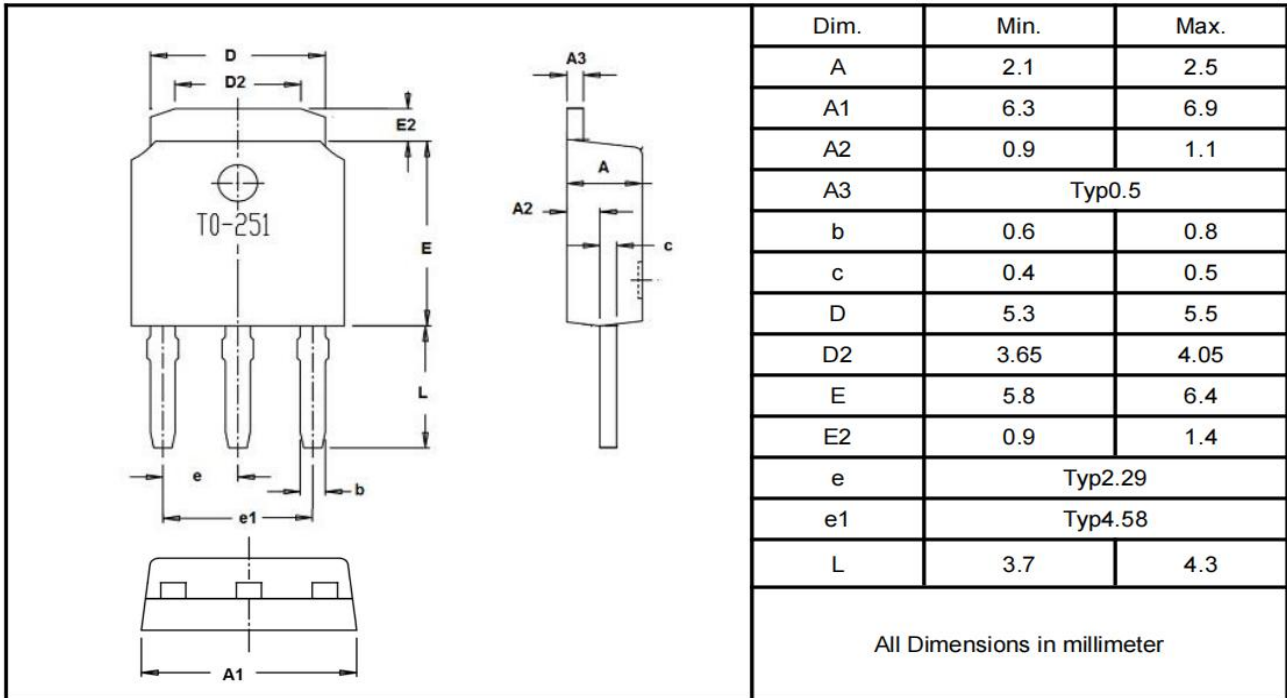 D
D2
E2
TO-251
E
L
e
b
e1
A1
A3
A
A2
c
Dim. Min. Max.
A 2.1 2.5
A1 6.3 6.9
A2 0.9 1.1
A3 Typ0.5
b 0.6 0.8
c 0.4 0.5
D 5.3 5.5
D2 3.65 4.05
E 5.8 6.4
E2 0.9 1.4
e Typ2.29
e1 Typ4.58
L 3.7 4.3
All Dimensions in millimeter